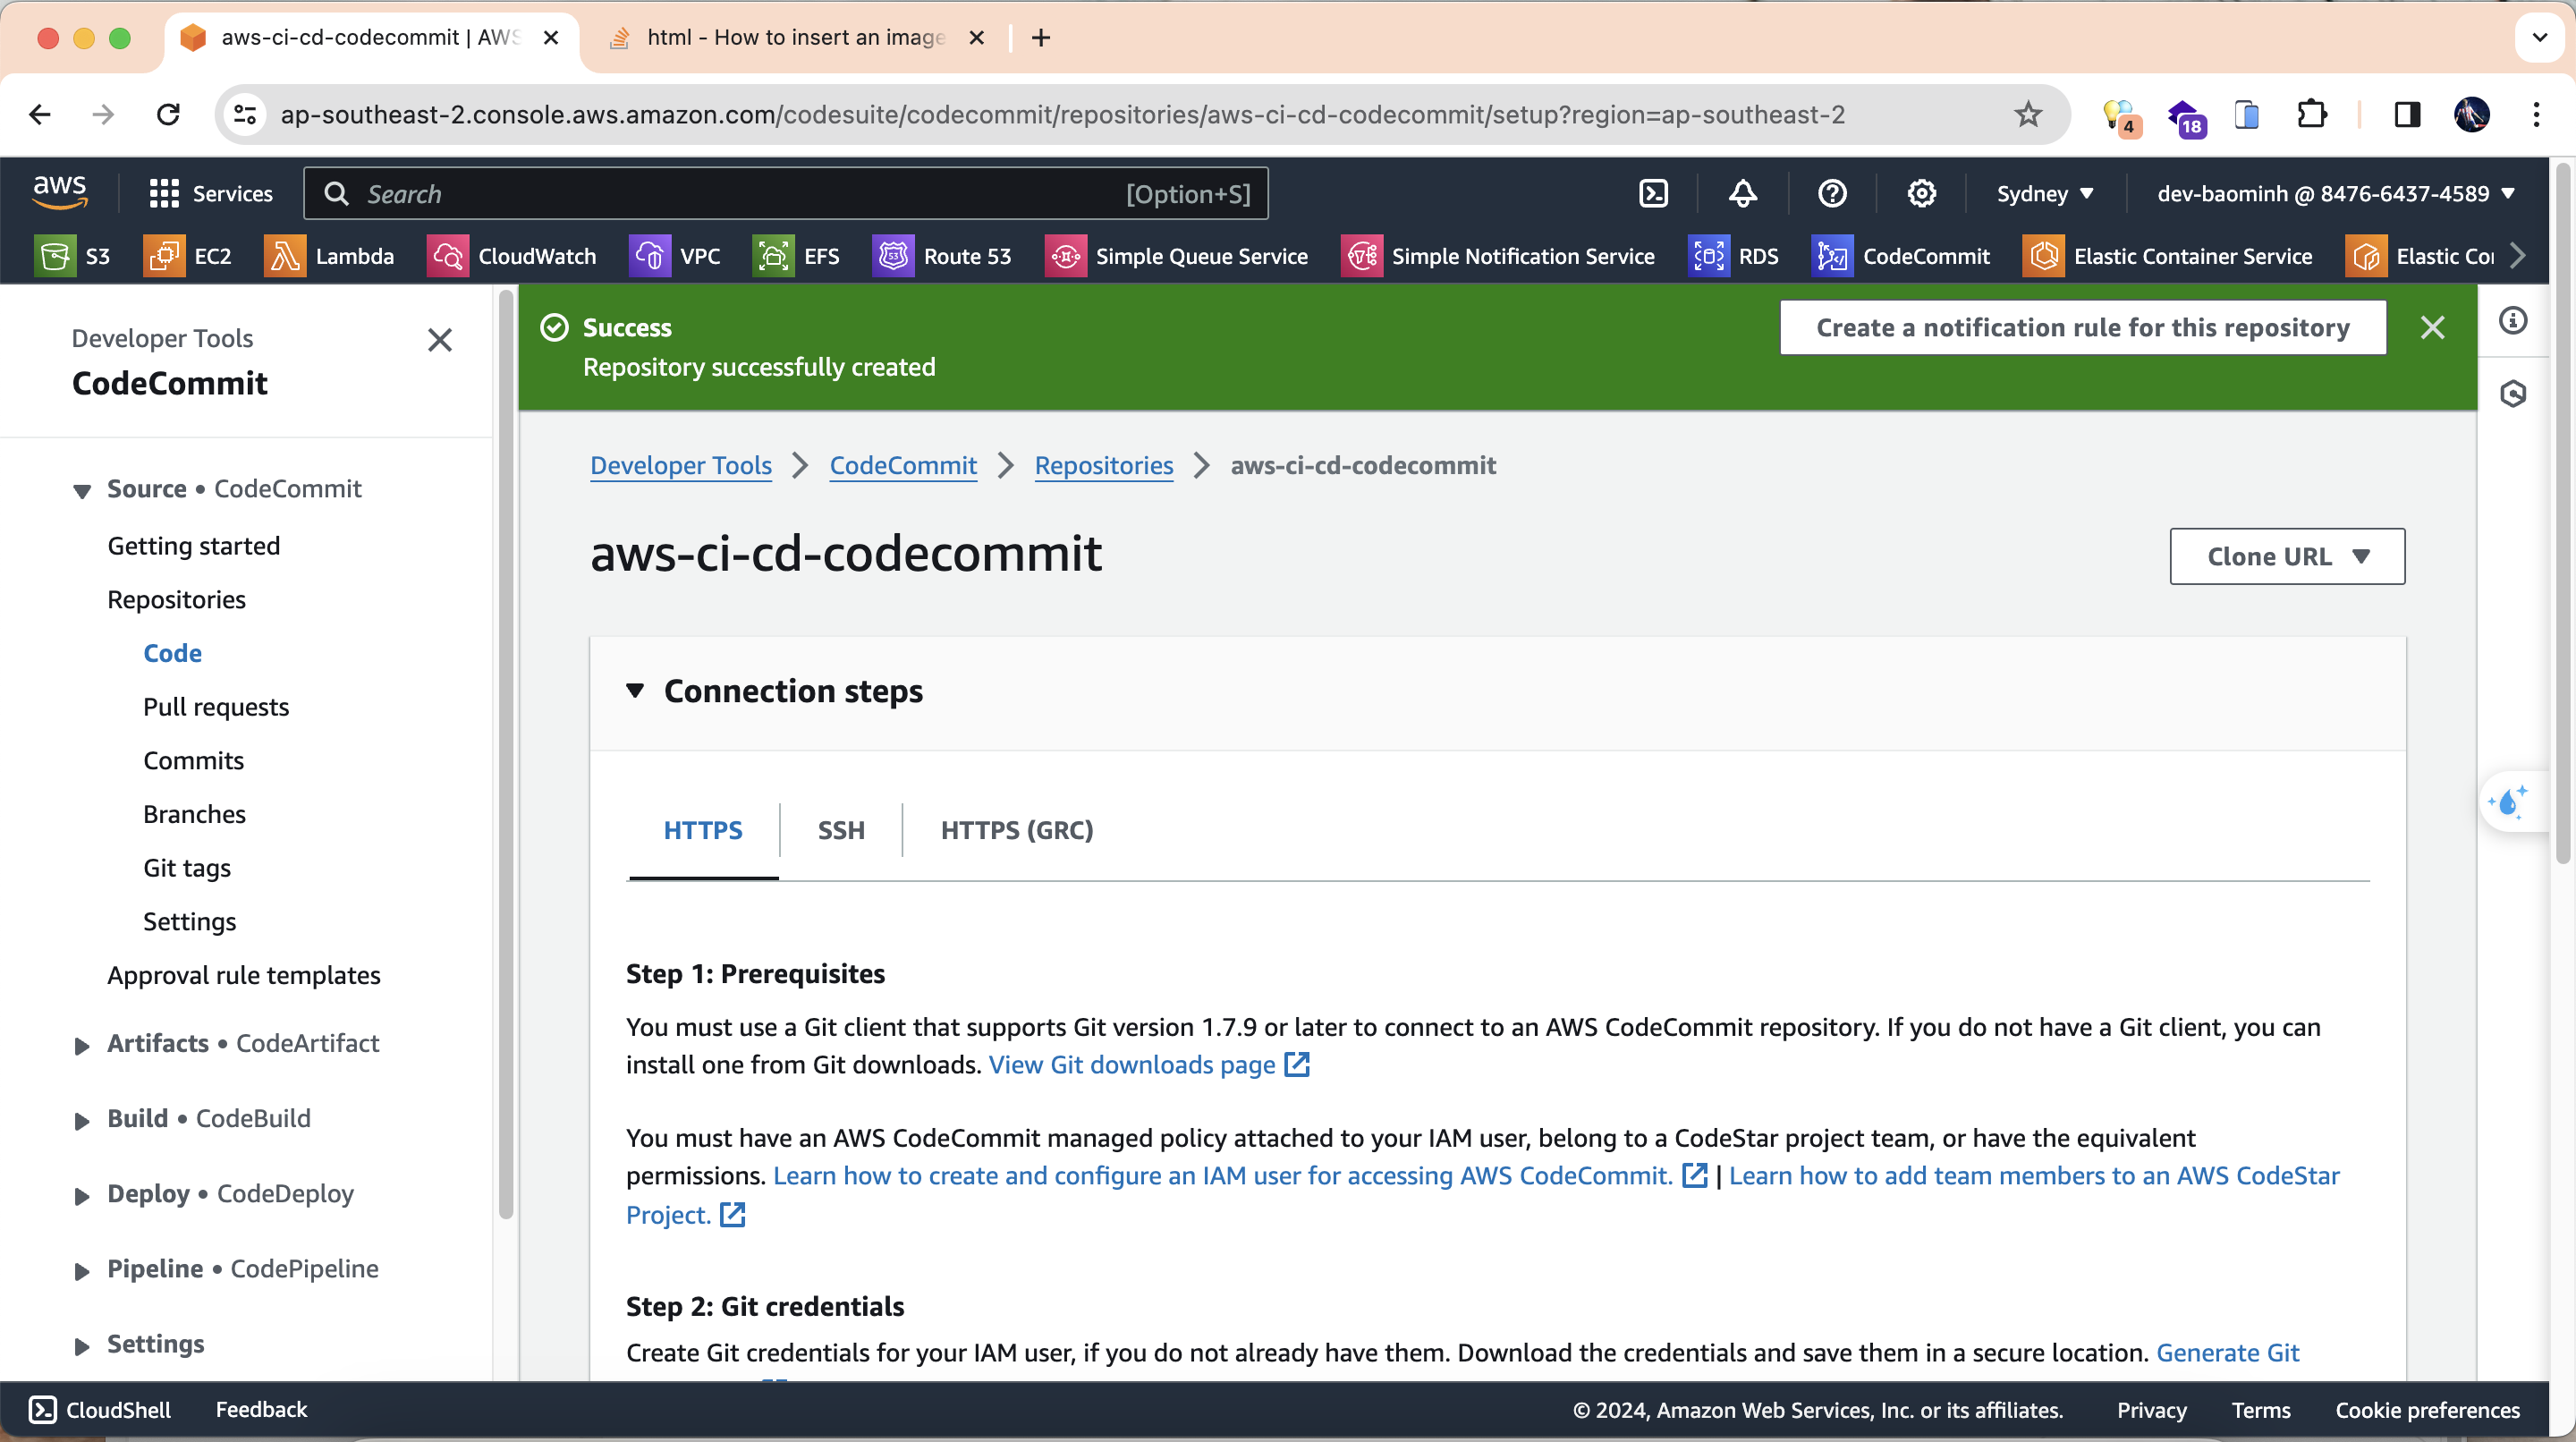 aws-ci-cd-codecommit | AWS
html - How to insert an image
ap-southeast-2.console.aws.amazon.com/codesuite/codecommit/repositories/aws-ci-cd-codecommit/setup?region=ap-southeast-2
4
18
aws
Services
Search
[Option+S]
Sydney
dev-baominh @ 8476-6437-4589
S3
EC2
Lambda
CloudWatch
VPC
EFS
53
Route 53
Simple Queue Service
Simple Notification Service
RDS
CodeCommit
Elastic Container Service
Elastic Co
Developer Tools
CodeCommit
Source • CodeCommit
Getting started
Repositories
Code
Pull requests
Commits
Branches
Git tags
Settings
Approval rule templates
Artifacts • CodeArtifact
Build • CodeBuild
Deploy • CodeDeploy
Pipeline • CodePipeline
Settings
Success
Repository successfully created
Create a notification rule for this repository
Developer Tools
CodeCommit
Repositories
aws-ci-cd-codecommit
aws-ci-cd-codecommit
Clone URL
Connection steps
HTTPS
SSH
HTTPS (GRC)
Step 1: Prerequisites
You must use a Git client that supports Git version 1.7.9 or later to connect to an AWS CodeCommit repository. If you do not have a Git client, you can
install one from Git downloads. View Git downloads page
You must have an AWS CodeCommit managed policy attached to your IAM user, belong to a CodeStar project team, or have the equivalent
permissions. Learn how to create and configure an IAM user for accessing AWS CodeCommit. | Learn how to add team members to an AWS CodeStar
Project.
Step 2: Git credentials
Create Git credentials for your IAM user, if you do not already have them. Download the credentials and save them in a secure location. Generate Git
CloudShell
Feedback
© 2024, Amazon Web Services, Inc. or its affiliates.
Privacy
Terms
Cookie preferences